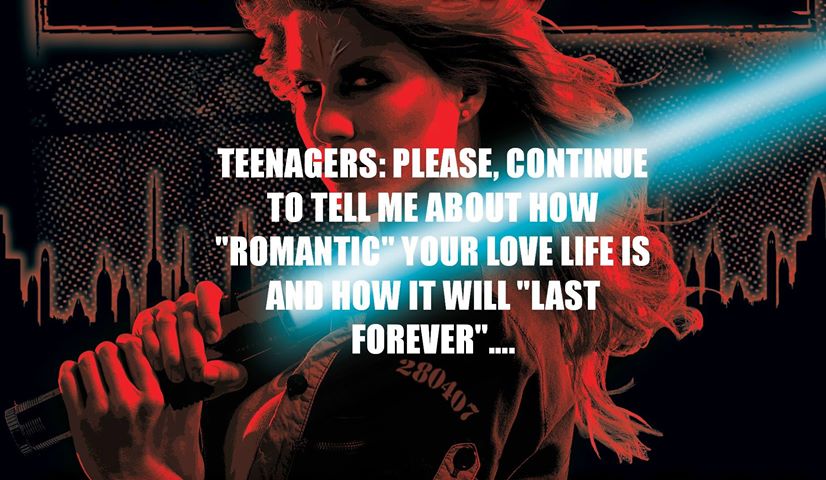 TEENAGERS: PLEASE, CONTINUE
TO TELL ME ABOUT HOW
"ROMANTIC" YOUR LOVE LIFE IS
AND HOW IT WILL "LAST
FOREVER"....
280407